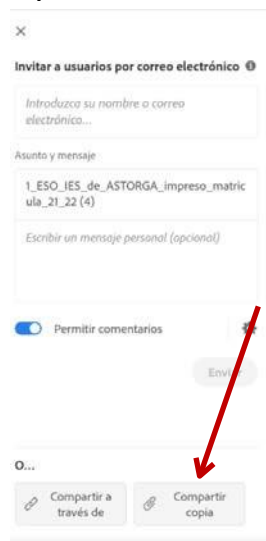 Invitar a usuarios por correo electrónico
Introduzca su nombre o correo
electrónico...
Asunto y mensaje
1_ESO_IES_de_ASTORGA_impreso_matric
ula_21_22 (4)
Escribir un mensaje personal (opcional)
Permitir comentarios
Enviar
O...
Compartir a
través de
Compartir
copia